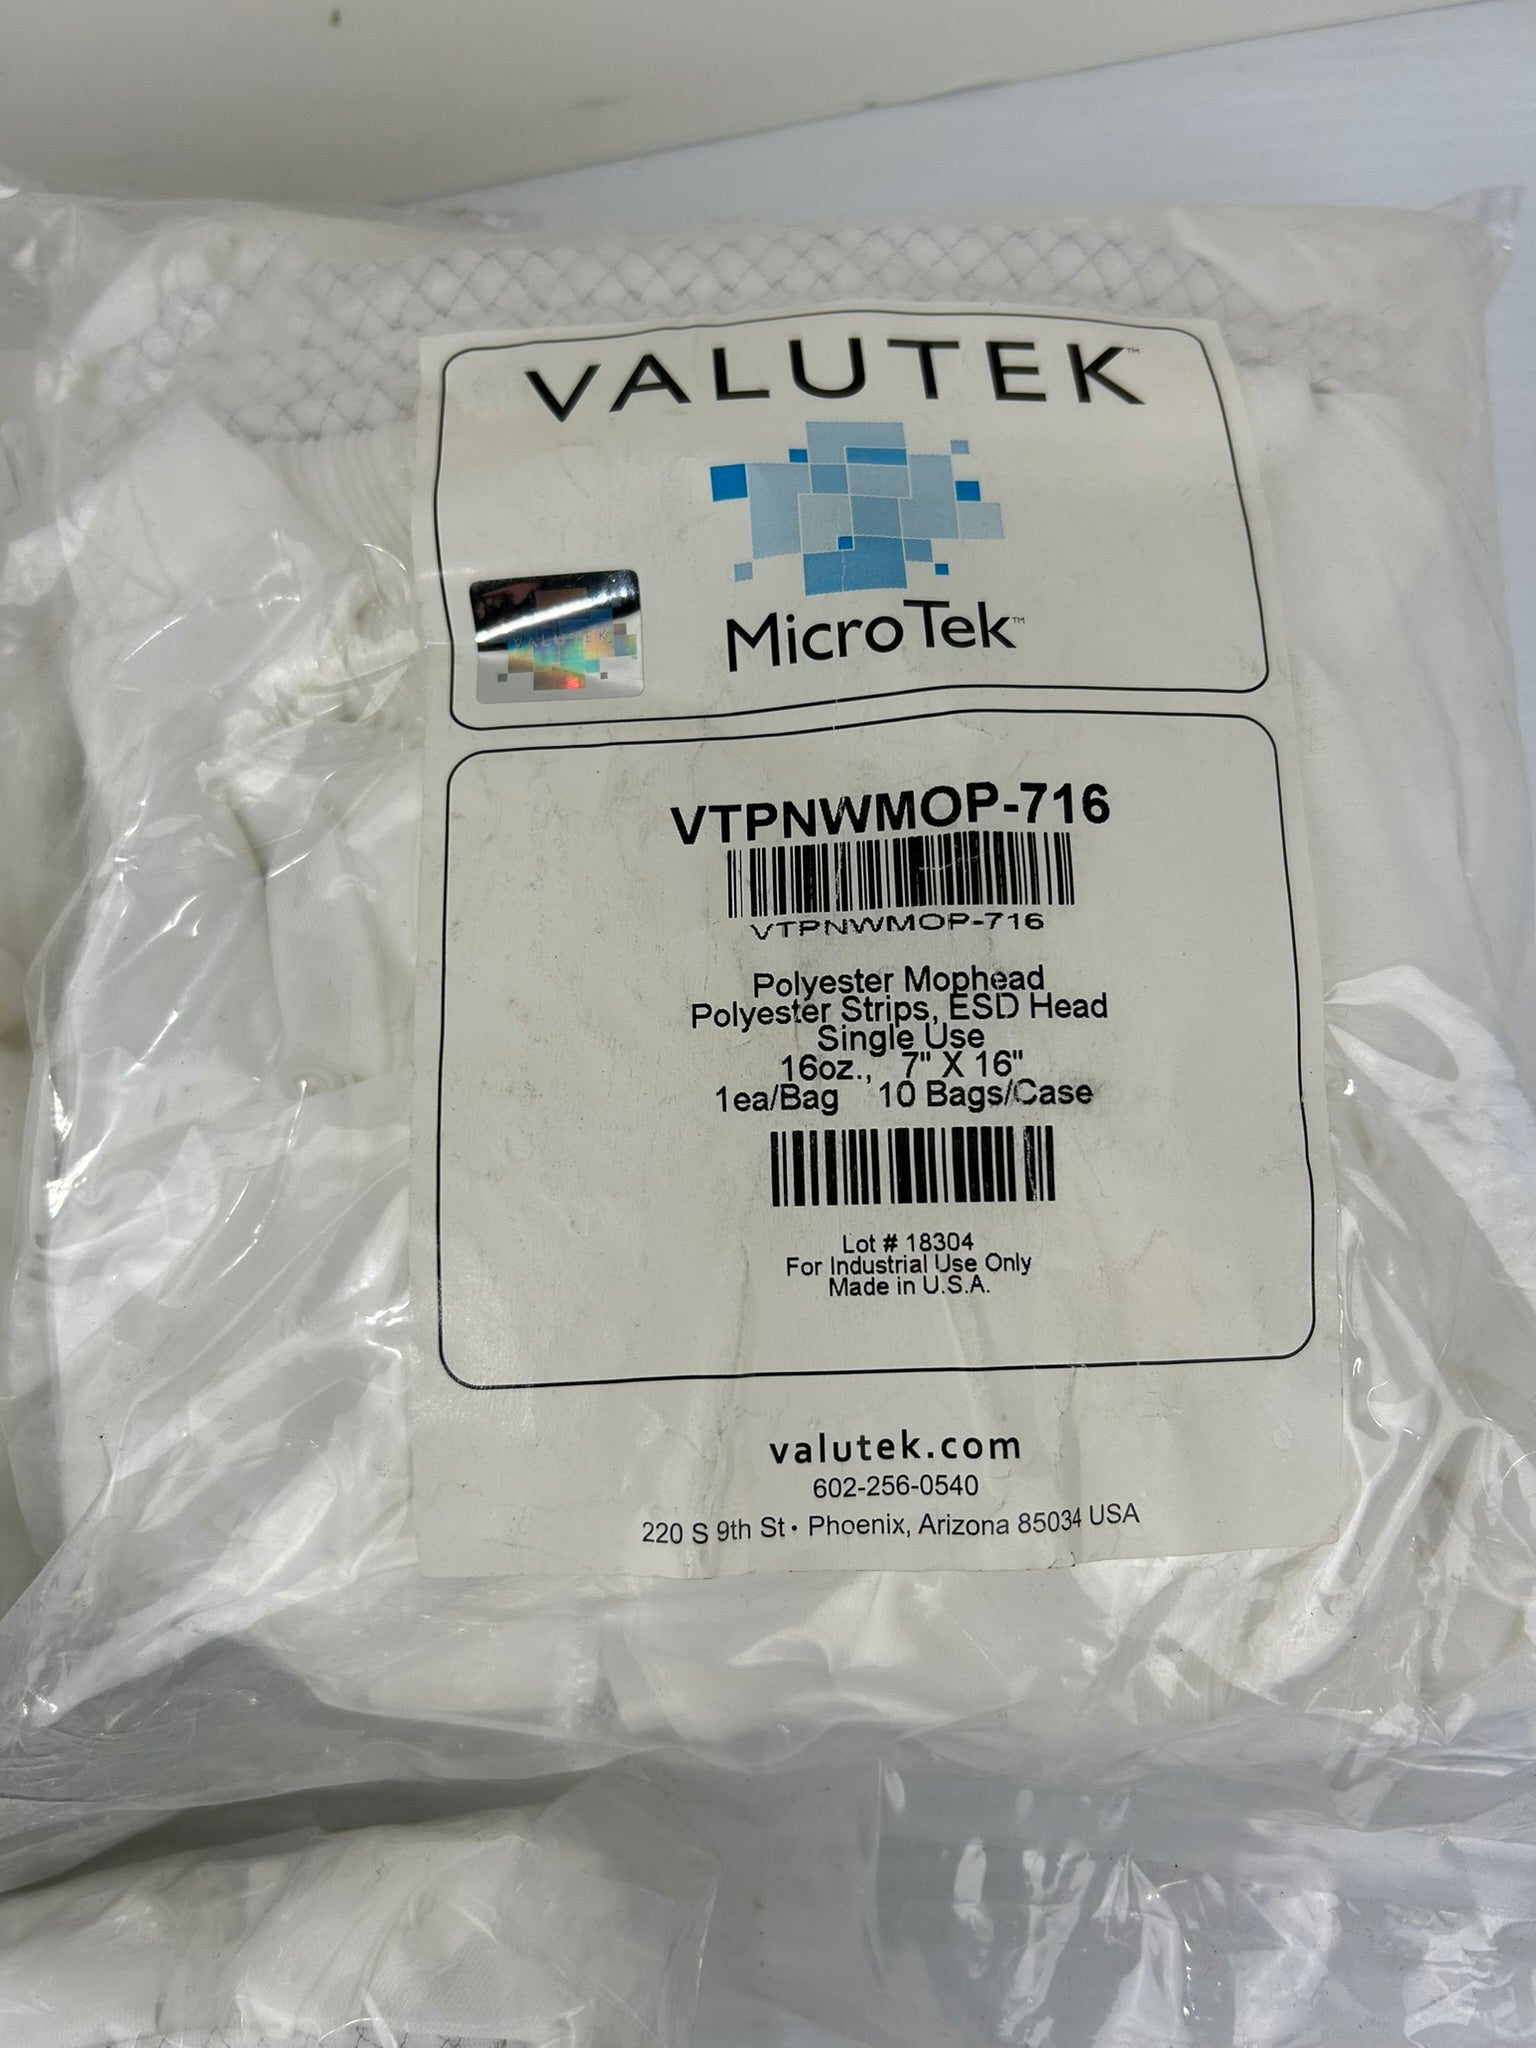 VALUTEK™
VALUTEK
MicroTek™
VTPNWMOP-716
VTPNWMOP-716
Polyester Mophead
Polyester Strips, ESD Head
Single Use
16oz., 7" X 16"
1ea/Bag 10 Bags/Case
Lot # 18304
For Industrial Use Only
Made in U.S.A.
valutek.com
602-256-0540
220 S 9th St • Phoenix, Arizona 85034 USA